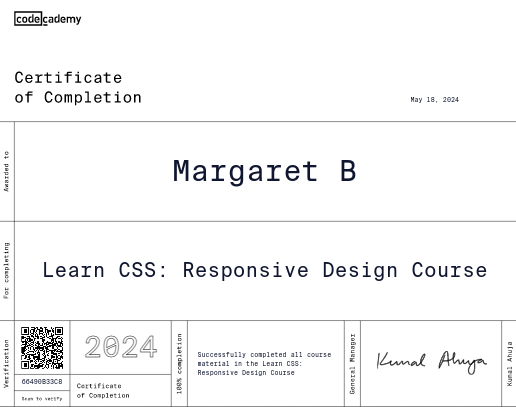 codecademy
Certificate
of Completion
May 18, 2024
Awarded to
Margaret B
For completing
Learn CSS: Responsive Design Course
Verification
66490B33C8
Scan to verify
2024
Certificate
of Completion
100% completion
Successfully completed all course
material in the Learn CSS:
Responsive Design Course
General Manager
Kunal Ahuja
Kunal Ahuja